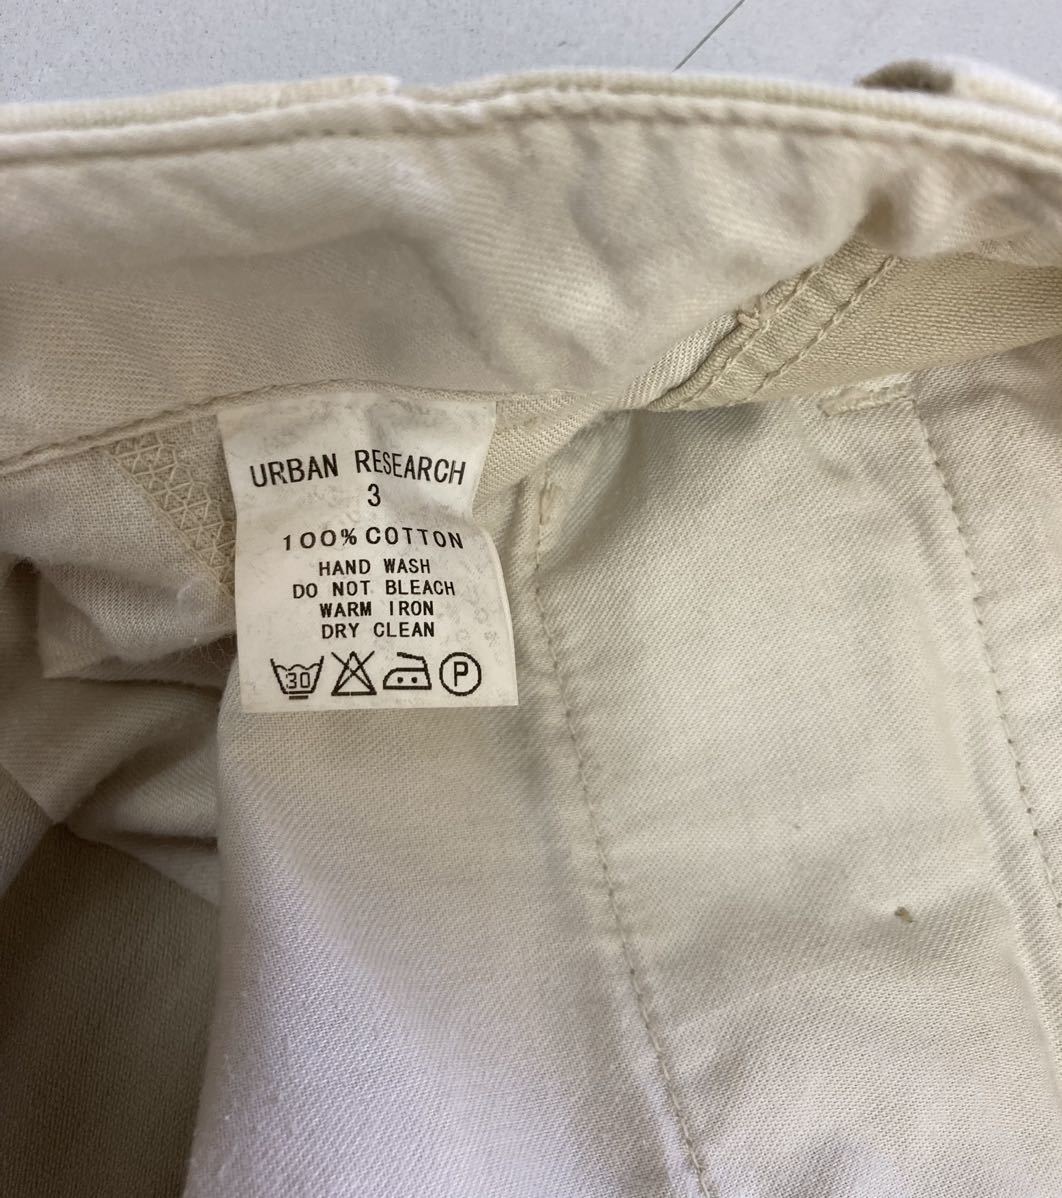 URBAN RESEARCH
3
100% COTTON
HAND WASH
DO NOT BLEACH
WARM IRON
DRY CLEAN
30 P